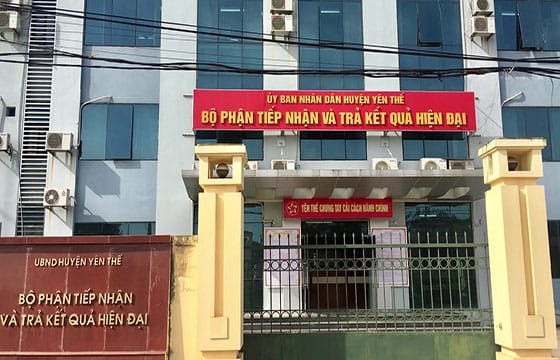 ỦY BAN NHÂN DÂN HUYỆN YÊN THẾ
BỘ PHẬN TIẾP NHẬN VÀ TRẢ KẾT QUẢ HIỆN ĐẠI
YÊN THẾ CHUNG TAY CẢI CÁCH HÀNH CHÍNH
UBND HUYỆN YÊN THẾ
BỘ PHẬN TIẾP NHẬN
VÀ TRẢ KẾT QUẢ HIỆN ĐẠI